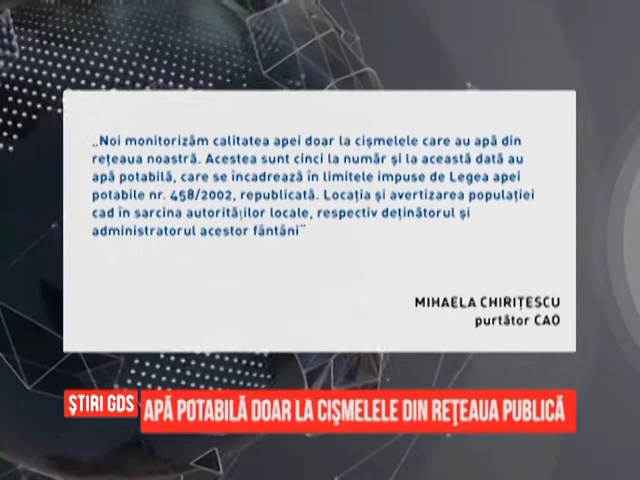 „Noi monitorizăm calitatea apei doar la cișmelele care au apă din
rețeaua noastră. Acestea sunt cinci la număr și la această dată au
apă potabilă, care se încadrează în limitele impuse de Legea apei
potabile nr. 458/2002, republicată. Locația și avertizarea populației
cad în sarcina autorităților locale, respectiv deținătorul și
administratorul acestor fântâni”
MIHAELA CHIRIȚESCU
purtător CAO
ȘTIRI GDS
APĂ POTABILĂ DOAR LA CIȘMELELE DIN REŢEAUA PUBLICĂ